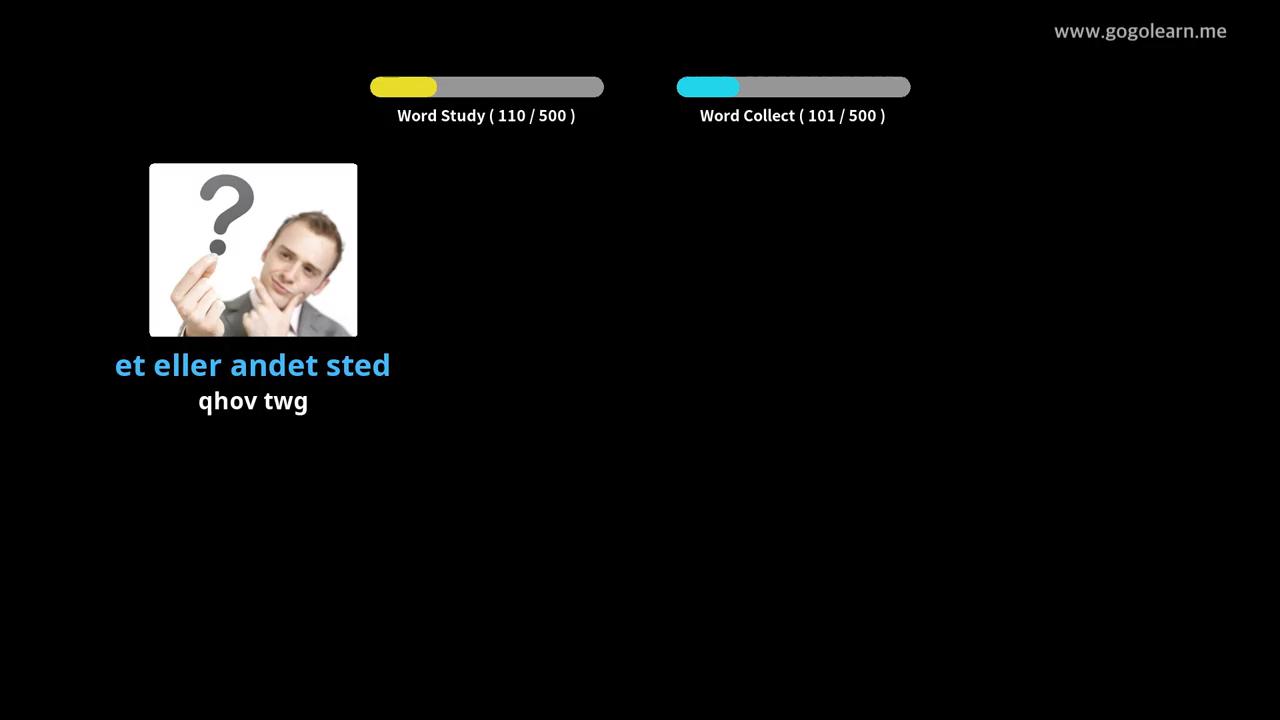 www.gogolearn.me
Word Study ( 110 / 500 )
Word Collect ( 101 / 500 )
?
et eller andet sted
qhov twg